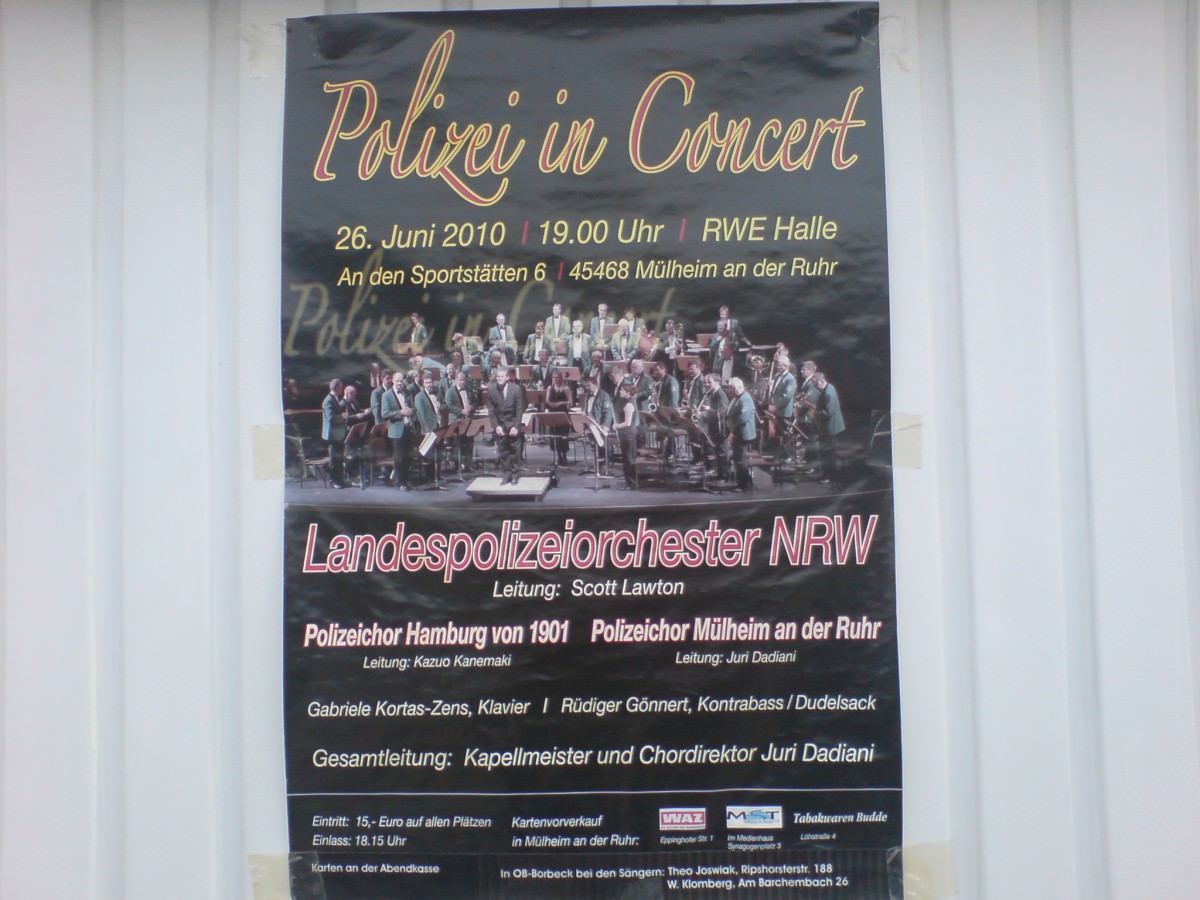 Polizei in Concert
26. Juni 2010 | 19.00 Uhr | RWE Halle
An den Sportstätten 6 | 45468 Mülheim an der Ruhr
Polizei in Concert
Landespolizeiorchester NRW
Leitung: Scott Lawton
Polizeichor Hamburg von 1901 Polizeichor Mülheim an der Ruhr
Leitung: Kazuo Kanemaki Leitung: Juri Dadiani
Gabriele Kortas-Zens, Klavier I Rüdiger Gönnert, Kontrabass / Dudelsack
Gesamtleitung: Kapellmeister und Chordirektor Juri Dadiani
Eintritt: 15,- Euro auf allen Plätzen
Einlass: 18.15 Uhr
Karten an der Abendkasse
Kartenvorverkauf
in Mülheim an der Ruhr:
WAZ
Eppinghofer Str. 1
MST
Im Medienhaus
Synagogenplatz 3
Tabakwaren Budde
Löhstraße 4
In OB-Borbeck bei den Sängern: Theo Joswiak, Ripshorsterstr. 188
W. Klomberg, Am Barchembach 26